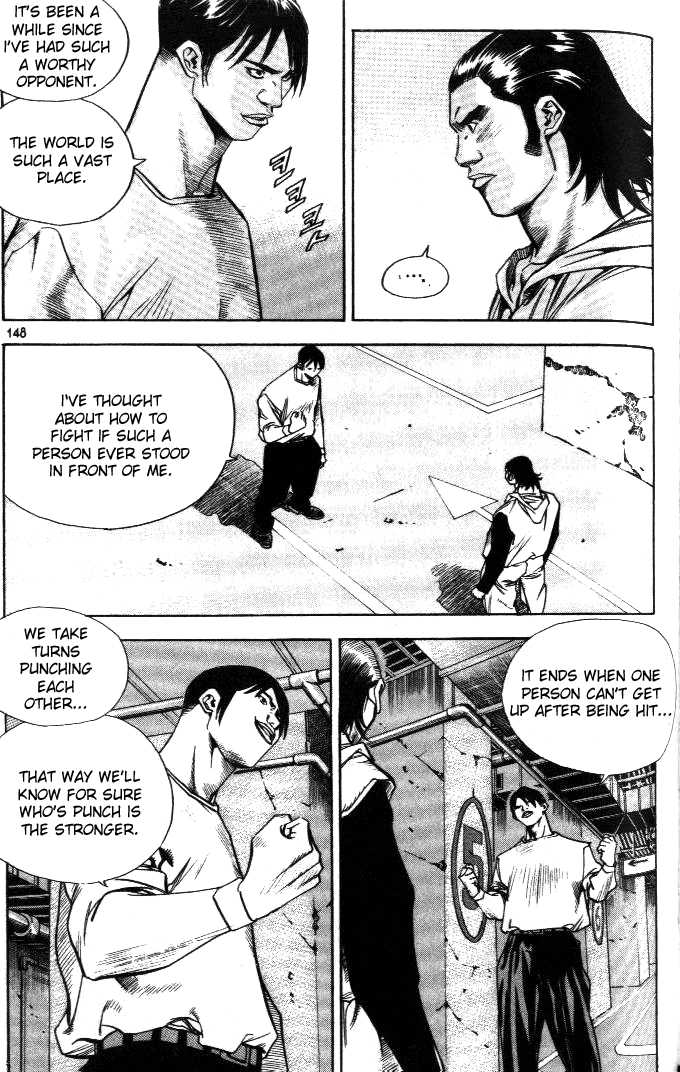 IT'S BEEN A
WHILE SINCE
I'VE HAD SUCH
A WORTHY
OPPONENT.
THE WORLD IS
SUCH A VAST
PLACE.
....
148
I'VE THOUGHT
ABOUT HOW TO
FIGHT IF SUCH A
PERSON EVER STOOD
IN FRONT OF ME.
WE TAKE
TURNS
PUNCHING
EACH
OTHER...
THAT WAY WE'LL
KNOW FOR SURE
WHO'S PUNCH IS
THE STRONGER.
IT ENDS WHEN ONE
PERSON CAN'T GET
UP AFTER BEING HIT...
5